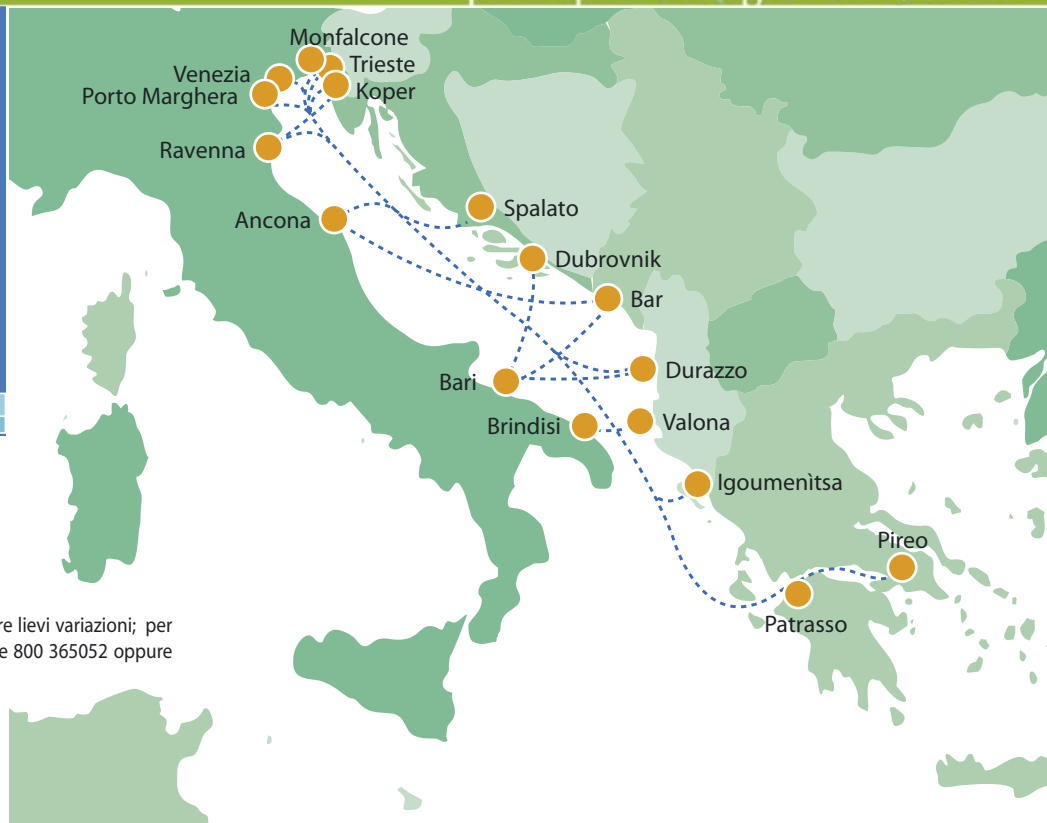 Monfalcone
Trieste
Venezia
Koper
Porto Marghera
Ravenna
Spalato
Ancona
Dubrovnik
Bar
Durazzo
Bari
Valona
Brindisi
Igoumenìtsa
Pireo
Patrasso
re lievi variazioni; per
e 800 365052 oppure